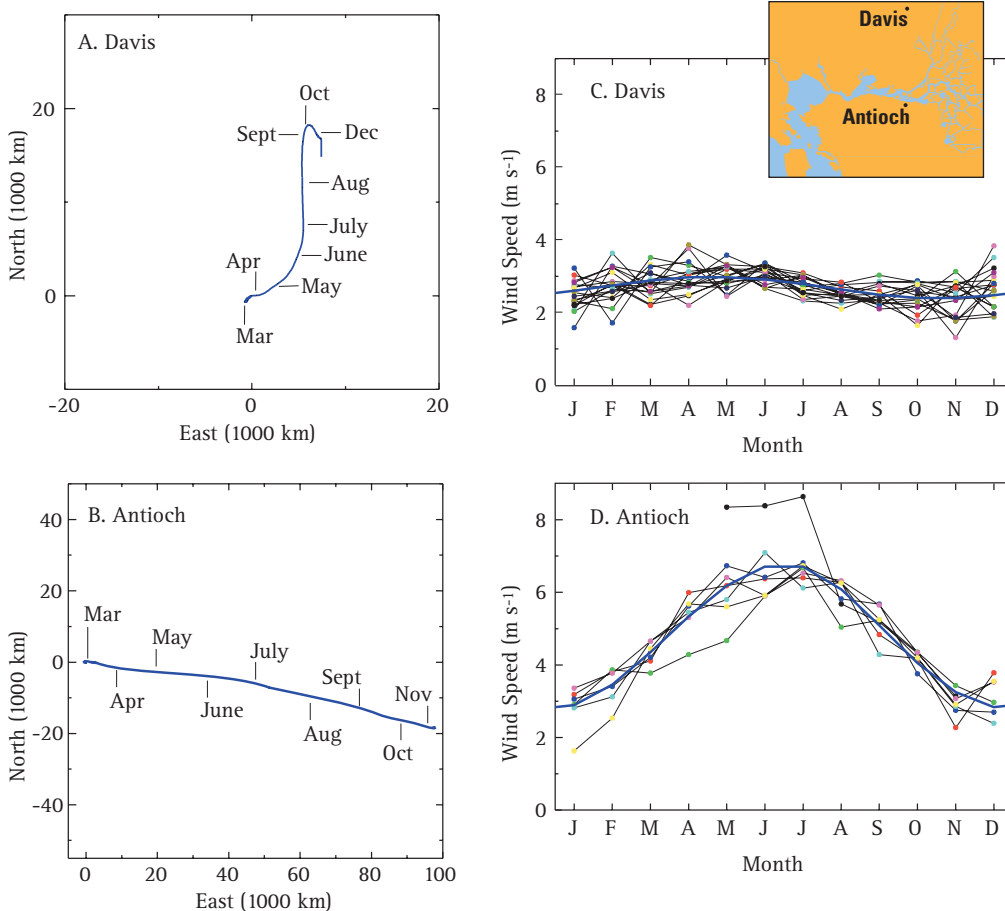 A. Davis
North (1000 km)
20
0
-20
0
20
East (1000 km)
Oct
Sept
Dec
Aug
July
June
Apr
May
Mar
C. Davis
Davis
Antioch
Wind Speed (m s⁻¹)
8
6
4
2
0
J F M A M J J A S O N D
Month
B. Antioch
North (1000 km)
40
20
0
-20
-40
0 20 40 60 80 100
East (1000 km)
Mar
May
July
Sept
Nov
Apr
June
Aug
Oct
D. Antioch
Wind Speed (m s⁻¹)
8
6
4
2
0
J F M A M J J A S O N D
Month